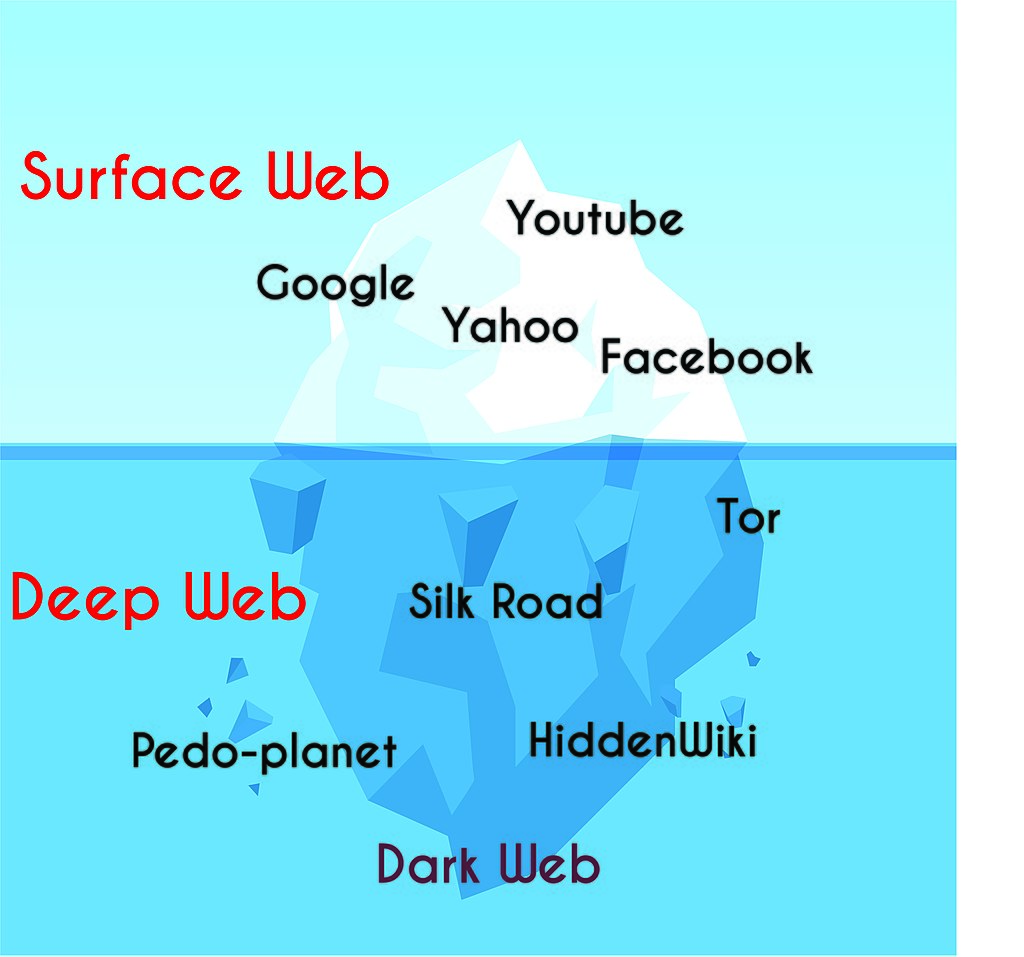 Surface Web
Youtube
Google
Yahoo
Facebook
Tor
Deep Web
Silk Road
Pedo-planet
HiddenWiki
Dark Web